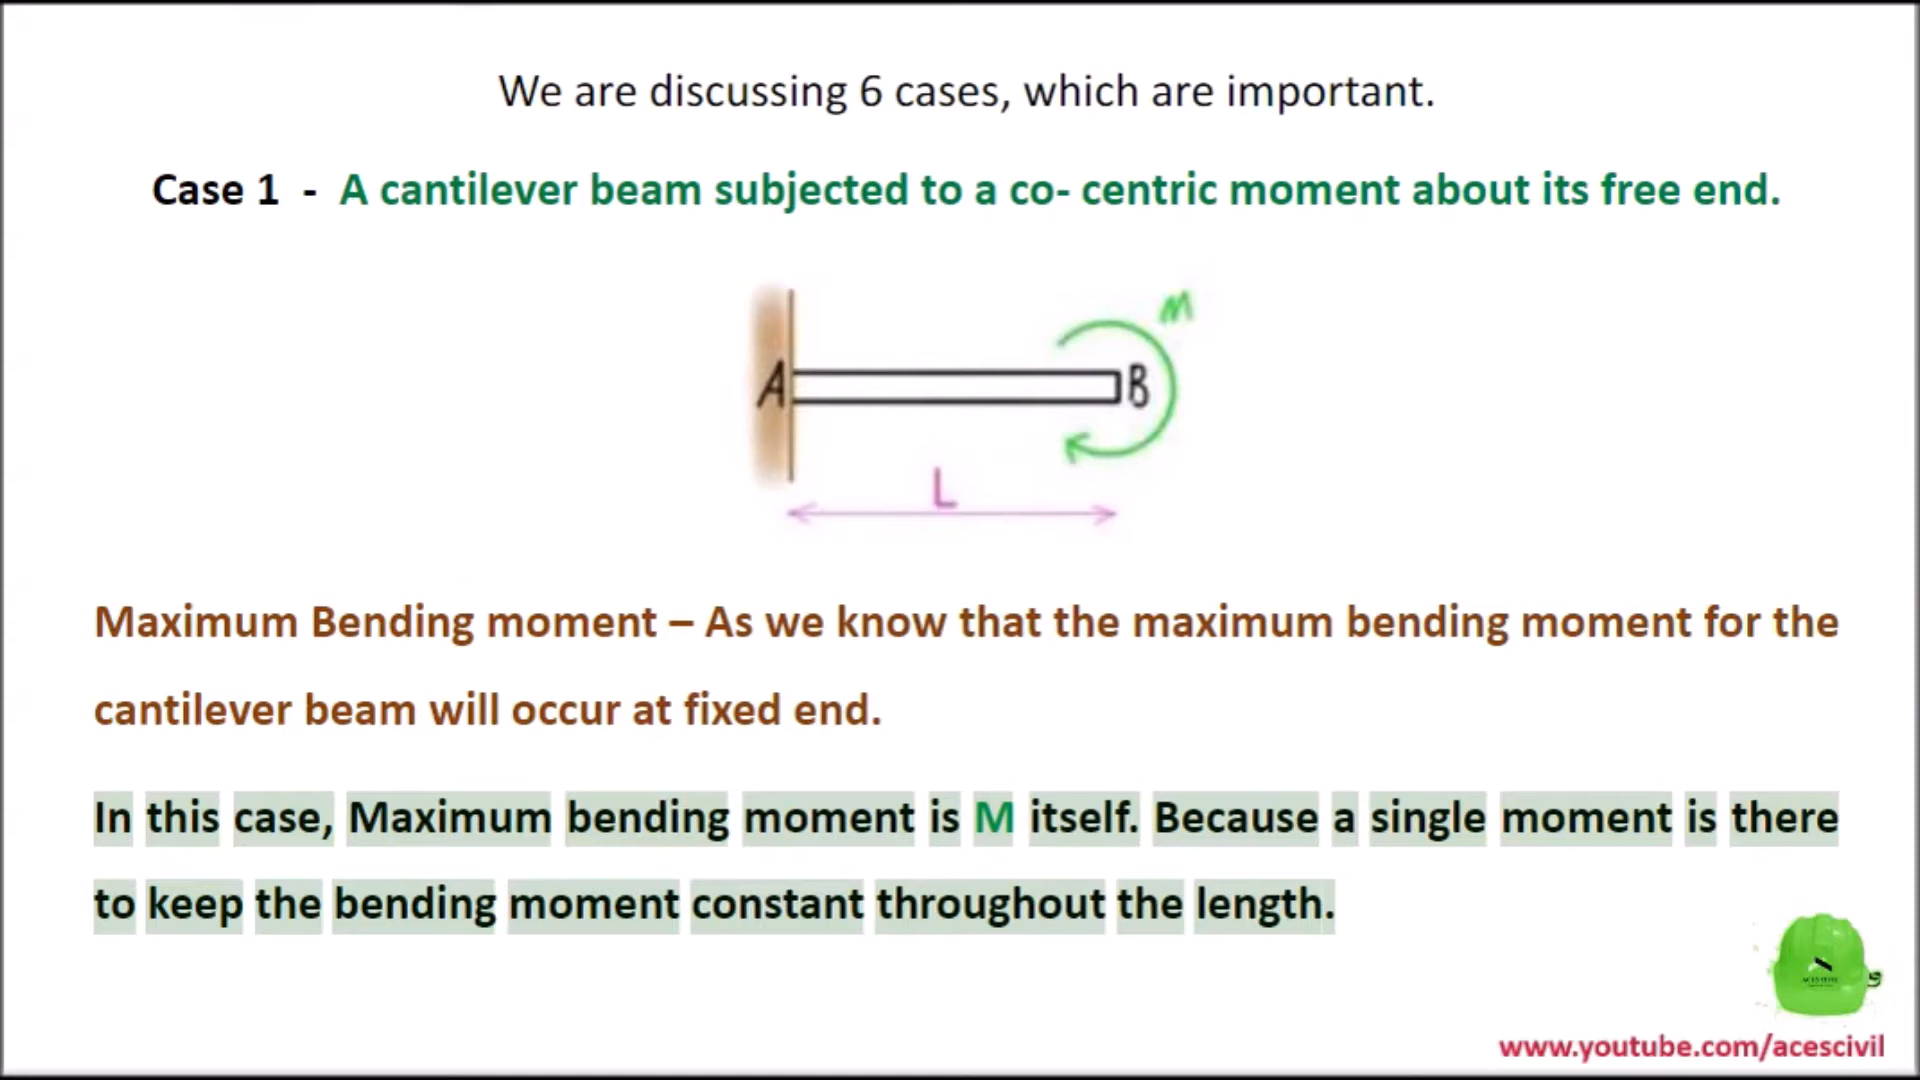 We are discussing 6 cases, which are important.
Case 1 - A cantilever beam subjected to a co- centric moment about its free end.
M
A
B
L
Maximum Bending moment – As we know that the maximum bending moment for the
cantilever beam will occur at fixed end.
In this case, Maximum bending moment is M itself. Because a single moment is there
to keep the bending moment constant throughout the length.
www.youtube.com/acescivil